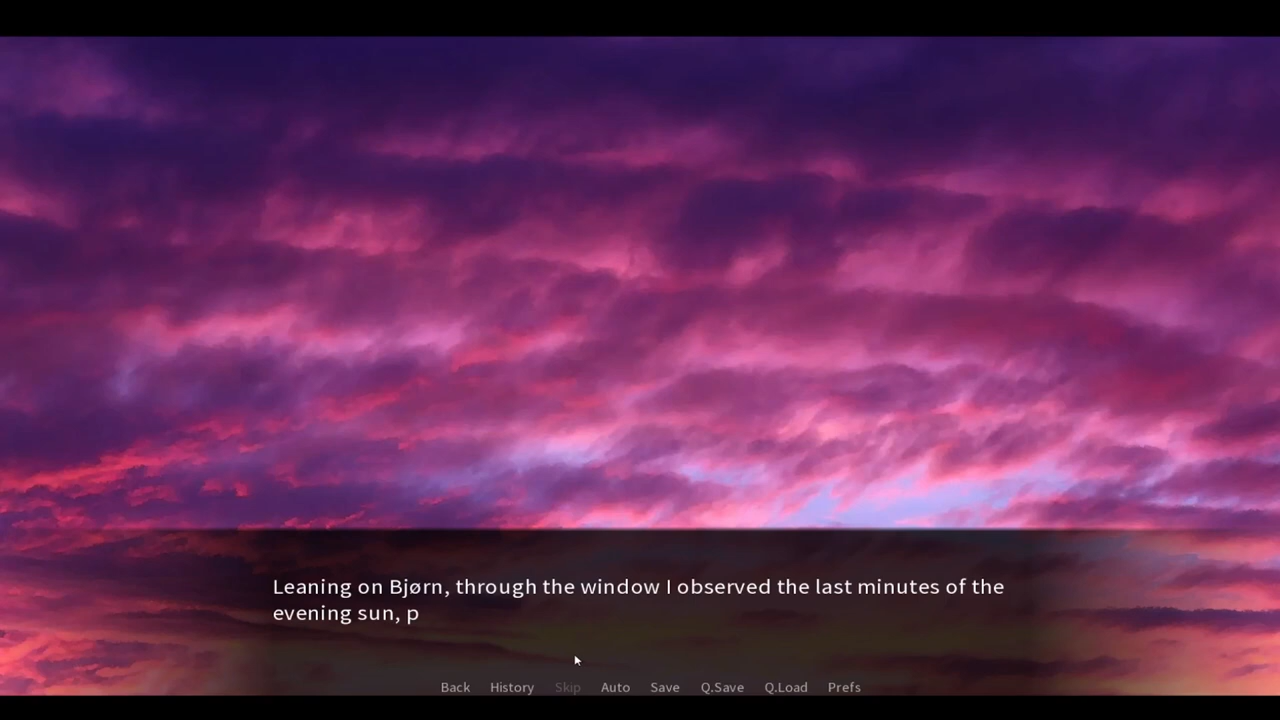 Leaning on Bjørn, through the window I observed the last minutes of the
evening sun, p
Back History Skip Auto Save Q.Save Q.Load Prefs